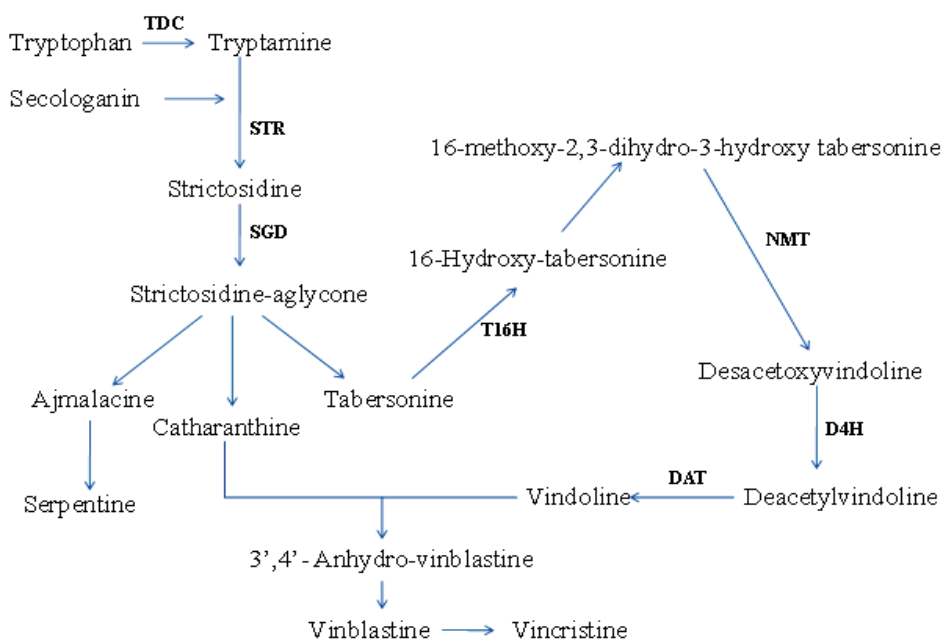 TDC
Tryptophan
Tryptamine
Secologanin
STR
16-methoxy-2,3-dihydro-3-hydroxy tabersonine
Strictosidine
SGD
NMT
16-Hydroxy-tabersonine
Strictosidine-aglycone
T16H
Desacetoxyvindoline
Ajmalacine
Tabersonine
Catharanthine
D4H
DAT
Serpentine
Vindoline
Deacetylvindoline
3’,4’-Anhydro-vinblastine
Vinblastine
Vincristine